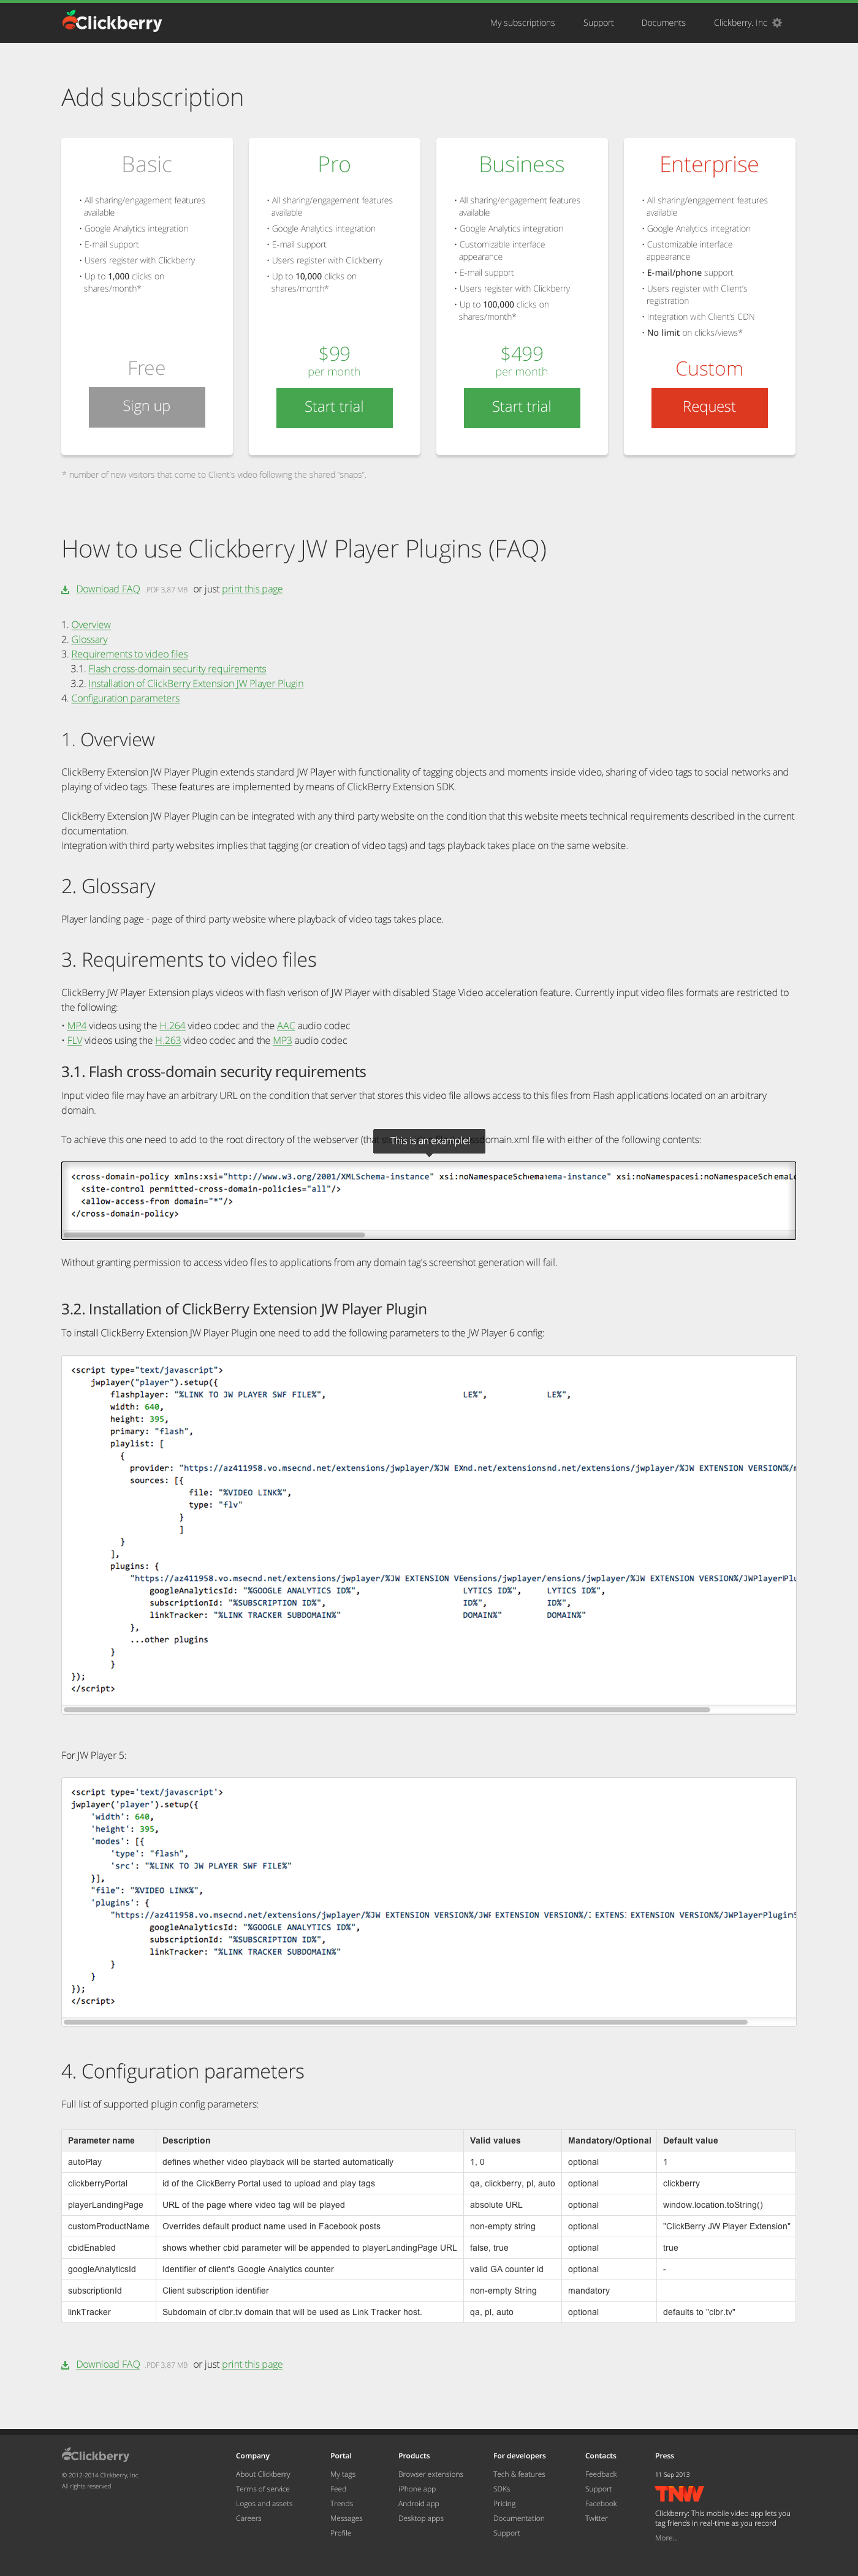 Clickberry
My subscriptions Support Documents Clickberry, Inc
Add subscription
Basic
• All sharing/engagement features
available
• Google Analytics integration
• E-mail support
• Users register with Clickberry
• Up to 1,000 clicks on
shares/month*
Free
Sign up
Pro
• All sharing/engagement features
available
• Google Analytics integration
• E-mail support
• Users register with Clickberry
• Up to 10,000 clicks on
shares/month*
$99
per month
Start trial
Business
• All sharing/engagement features
available
• Google Analytics integration
• Customizable interface
appearance
• E-mail support
• Users register with Clickberry
• Up to 100,000 clicks on
shares/month*
$499
per month
Start trial
Enterprise
• All sharing/engagement features
available
• Google Analytics integration
• Customizable interface
appearance
• E-mail/phone support
• Users register with Client's
registration
• Integration with Client's CDN
• No limit on clicks/views*
Custom
Request
* number of new visitors that come to Client's video following the shared "snaps".
How to use Clickberry JW Player Plugins (FAQ)
Download FAQ .PDF 3,87 MB or just print this page
1. Overview
2. Glossary
3. Requirements to video files
3.1. Flash cross-domain security requirements
3.2. Installation of ClickBerry Extension JW Player Plugin
4. Configuration parameters
1. Overview
ClickBerry Extension JW Player Plugin extends standard JW Player with functionality of tagging objects and moments inside video, sharing of video tags to social networks and
playing of video tags. These features are implemented by means of ClickBerry Extension SDK.
ClickBerry Extension JW Player Plugin can be integrated with any third party website on the condition that this website meets technical requirements described in the current
documentation.
Integration with third party websites implies that tagging (or creation of video tags) and tags playback takes place on the same website.
2. Glossary
Player landing page - page of third party website where playback of video tags takes place.
3. Requirements to video files
ClickBerry JW Player Extension plays videos with flash verison of JW Player with disabled Stage Video acceleration feature. Currently input video files formats are restricted to
the following:
• MP4 videos using the H.264 video codec and the AAC audio codec
• FLV videos using the H.263 video codec and the MP3 audio codec
3.1. Flash cross-domain security requirements
Input video file may have an arbitrary URL on the condition that server that stores this video file allows access to this files from Flash applications located on an arbitrary
domain.
This is an example!
To achieve this one need to add to the root directory of the webserver (that domain.xml file with either of the following contents:
<cross-domain-policy xmlns:xsi="http://www.w3.org/2001/XMLSchema-instance" xsi:noNamespaceSchemaema-instance" xsi:noNamespacesi:noNamespaceSchemaLo
<site-control permitted-cross-domain-policies="all"/>
<allow-access-from domain="*"/>
</cross-domain-policy>
Without granting permission to access video files to applications from any domain tag's screenshot generation will fail.
3.2. Installation of ClickBerry Extension JW Player Plugin
To install ClickBerry Extension JW Player Plugin one need to add the following parameters to the JW Player 6 config:
<script type="text/javascript">
jwplayer("player").setup({
flashplayer: "%LINK TO JW PLAYER SWF FILE%", LE%", LE%",
width: 640,
height: 395,
primary: "flash",
playlist: [
{
provider: "https://az411958.vo.msecnd.net/extensions/jwplayer/%JW EXnd.net/extensionsnd.net/extensions/jwplayer/%JW EXTENSION VERSION%/
sources: [{
file: "%VIDEO LINK%",
type: "flv"
}
]
}
],
plugins: {
"https://az411958.vo.msecnd.net/extensions/jwplayer/%JW EXTENSION VEensions/jwplayer/ensions/jwplayer/%JW EXTENSION VERSION%/JWPlayerPlu
googleAnalyticsId: "%GOOGLE ANALYTICS ID%", LYTICS ID%", LYTICS ID%",
subscriptionId: "%SUBSCRIPTION ID%", ID%", ID%",
linkTracker: "%LINK TRACKER SUBDOMAIN%" DOMAIN%" DOMAIN%"
},
...other plugins
}
}
});
</script>
For JW Player 5:
<script type='text/javascript'>
jwplayer('player').setup({
'width': 640,
'height': 395,
'modes': [{
'type': "flash",
'src': "%LINK TO JW PLAYER SWF FILE%"
}],
"file": "%VIDEO LINK%",
'plugins': {
"https://az411958.vo.msecnd.net/extensions/jwplayer/%JW EXTENSION VERSION%/JWF EXTENSION VERSION%/ EXTENS EXTENSION VERSION%/JWPlayerPlugin
googleAnalyticsId: "%GOOGLE ANALYTICS ID%",
subscriptionId: "%SUBSCRIPTION ID%",
linkTracker: "%LINK TRACKER SUBDOMAIN%"
}
}
});
</script>
4. Configuration parameters
Full list of supported plugin config parameters:
Parameter name Description Valid values Mandatory/Optional Default value
autoPlay defines whether video playback will be started automatically 1, 0 optional 1
clickberryPortal id of the ClickBerry Portal used to upload and play tags qa, clickberry, pl, auto optional clickberry
playerLandingPage URL of the page where video tag will be played absolute URL optional window.location.toString()
customProductName Overrides default product name used in Facebook posts non-empty string optional "ClickBerry JW Player Extension"
cbidEnabled shows whether cbid parameter will be appended to playerLandingPage URL false, true optional true
googleAnalyticsId Identifier of client's Google Analytics counter valid GA counter id optional -
subscriptionId Client subscription identifier non-empty String mandatory
linkTracker Subdomain of clbr.tv domain that will be used as Link Tracker host. qa, pl, auto optional defaults to "clbr.tv"
Download FAQ .PDF 3,87 MB or just print this page
Clickberry
© 2012-2014 Clickberry, Inc.
All rights reserved
Company
About Clickberry
Terms of service
Logos and assets
Careers
Portal
My tags
Feed
Trends
Messages
Profile
Products
Browser extensions
iPhone app
Android app
Desktop apps
For developers
Tech & features
SDKs
Pricing
Documentation
Support
Contacts
Feedback
Support
Facebook
Twitter
Press
11 Sep 2013
TNW
Clickberry: This mobile video app lets you
tag friends in real-time as you record
More...